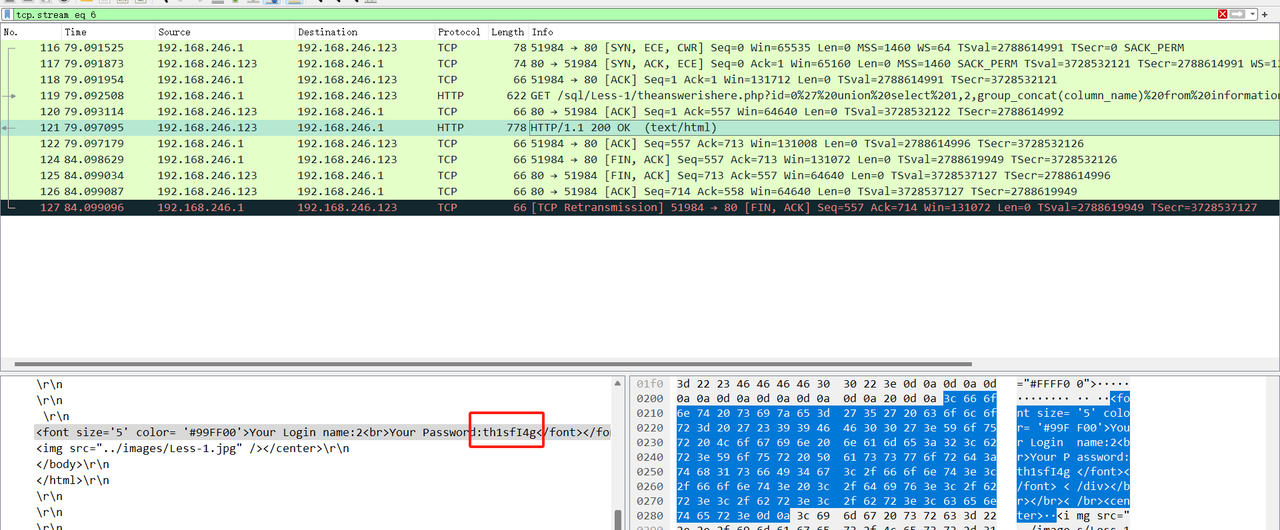 tcp.stream eq 6
No. Time Source Destination Protocol Length Info
116 79.091525 192.168.246.1 192.168.246.123 TCP 78 51984 → 80 [SYN, ECE, CWR] Seq=0 Win=65535 Len=0 MSS=1460 WS=64 TSval=2788614991 TSecr=0 SACK_PERM
117 79.091873 192.168.246.123 192.168.246.1 TCP 74 80 → 51984 [SYN, ACK, ECE] Seq=0 Ack=1 Win=65160 Len=0 MSS=1460 SACK_PERM TSval=3728532121 TSecr=2788614991 WS=12
118 79.091954 192.168.246.1 192.168.246.123 TCP 66 51984 → 80 [ACK] Seq=1 Ack=1 Win=131712 Len=0 TSval=2788614991 TSecr=3728532121
119 79.092508 192.168.246.1 192.168.246.123 HTTP 622 GET /sql/Less-1/theanswerishere.php?id=0%27%20union%20select%201,2,group_concat(column_name)%20from%20information
120 79.093114 192.168.246.123 192.168.246.1 TCP 66 80 → 51984 [ACK] Seq=1 Ack=557 Win=64640 Len=0 TSval=3728532122 TSecr=2788614992
121 79.097095 192.168.246.123 192.168.246.1 HTTP 778 HTTP/1.1 200 OK (text/html)
122 79.097179 192.168.246.1 192.168.246.123 TCP 66 51984 → 80 [ACK] Seq=557 Ack=713 Win=131008 Len=0 TSval=2788614996 TSecr=3728532126
124 84.098629 192.168.246.1 192.168.246.123 TCP 66 51984 → 80 [FIN, ACK] Seq=557 Ack=713 Win=131072 Len=0 TSval=2788619949 TSecr=3728532126
125 84.099034 192.168.246.123 192.168.246.1 TCP 66 80 → 51984 [FIN, ACK] Seq=713 Ack=557 Win=64640 Len=0 TSval=3728537127 TSecr=2788614996
126 84.099087 192.168.246.123 192.168.246.1 TCP 66 80 → 51984 [ACK] Seq=714 Ack=558 Win=64640 Len=0 TSval=3728537127 TSecr=2788619949
127 84.099096 192.168.246.1 192.168.246.123 TCP 66 [TCP Retransmission] 51984 → 80 [FIN, ACK] Seq=557 Ack=714 Win=131072 Len=0 TSval=2788619949 TSecr=3728537127
\r\n
\r\n
\r\n
<font size='5' color= '#99FF00'>Your Login name:2<br>Your Password:th1sfI4g</font></fo
<img src="../images/Less-1.jpg" /></center>\r\n
</body>\r\n
</html>\r\n
\r\n
\r\n
\r\n
01f0 3d 22 23 46 46 46 46 30 30 22 3e 0d 0a 0d 0a 0d ="#FFFF0 0">·····
0200 0a 0d 0a 0d 0a 0d 0a 0d 0a 0d 0a 20 0d 0a 3c 66 6f ········ ·· ··<fo
0210 6e 74 20 73 69 7a 65 3d 27 35 27 20 63 6f 6c 6f nt size= '5' colo
0220 72 3d 20 27 23 39 39 46 46 30 30 27 3e 59 6f 75 r= '#99F F00'>You
0230 72 20 4c 6f 67 69 6e 20 6e 61 6d 65 3a 32 3c 62 r Login name:2<b
0240 72 3e 59 6f 75 72 20 50 61 73 73 77 6f 72 64 3a r>Your P assword:
0250 74 68 31 73 66 49 34 67 3c 2f 66 6f 6e 74 3e 3c th1sfI4g </font><
0260 2f 66 6f 6e 74 3e 20 3c 2f 64 69 76 3e 3c 2f 62 /font> < /div></b
0270 72 3e 3c 2f 62 72 3e 3c 2f 62 72 3e 3c 63 65 6e r></br>< /br><cen
0280 74 65 72 3e 0d 0a 3c 69 6d 67 20 73 72 63 3d 22 ter>··<i mg src="